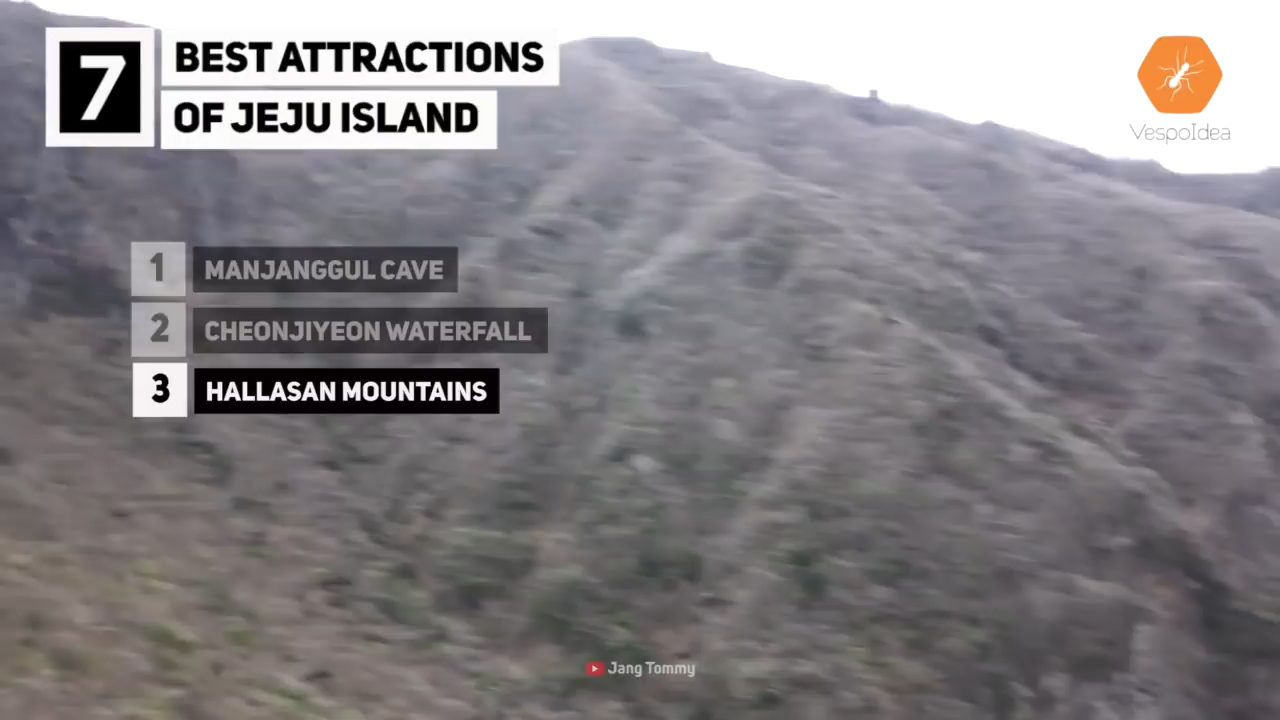 7
BEST ATTRACTIONS
OF JEJU ISLAND
VespoIdea
1 MANJANGGUL CAVE
2 CHEONJIYEON WATERFALL
3 HALLASAN MOUNTAINS
Jang Tommy